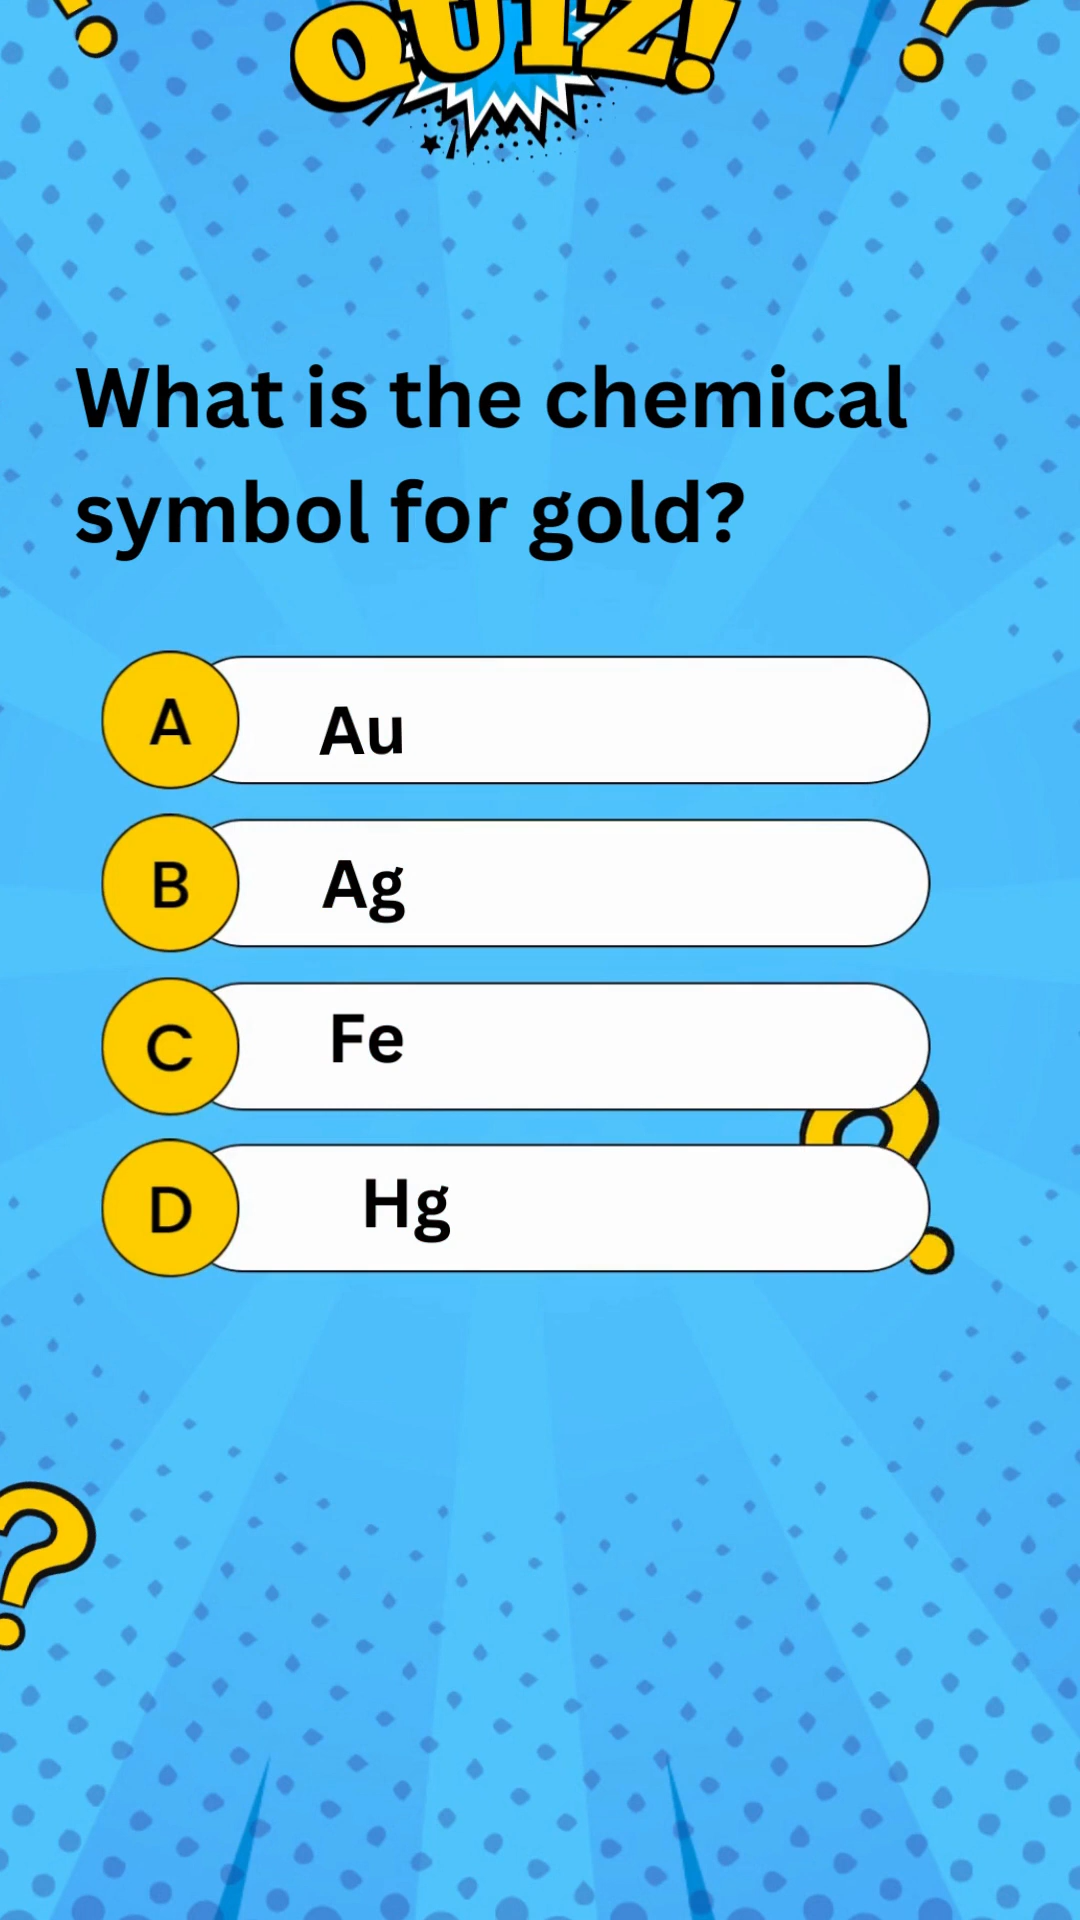 QUIZ!
What is the chemical
symbol for gold?
A Au
B Ag
C Fe
D Hg